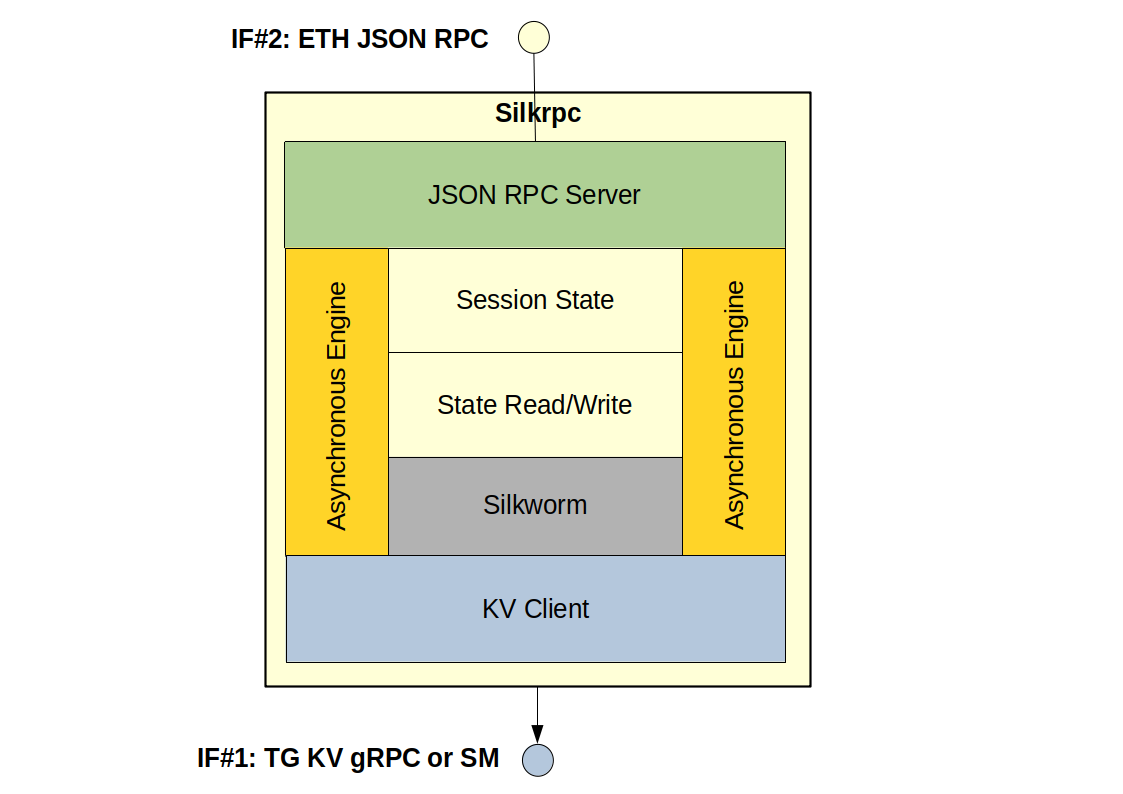 IF#2: ETH JSON RPC
Silkrpc
JSON RPC Server
Asynchronous Engine
Session State
State Read/Write
Silkworm
Asynchronous Engine
KV Client
IF#1: TG KV gRPC or SM